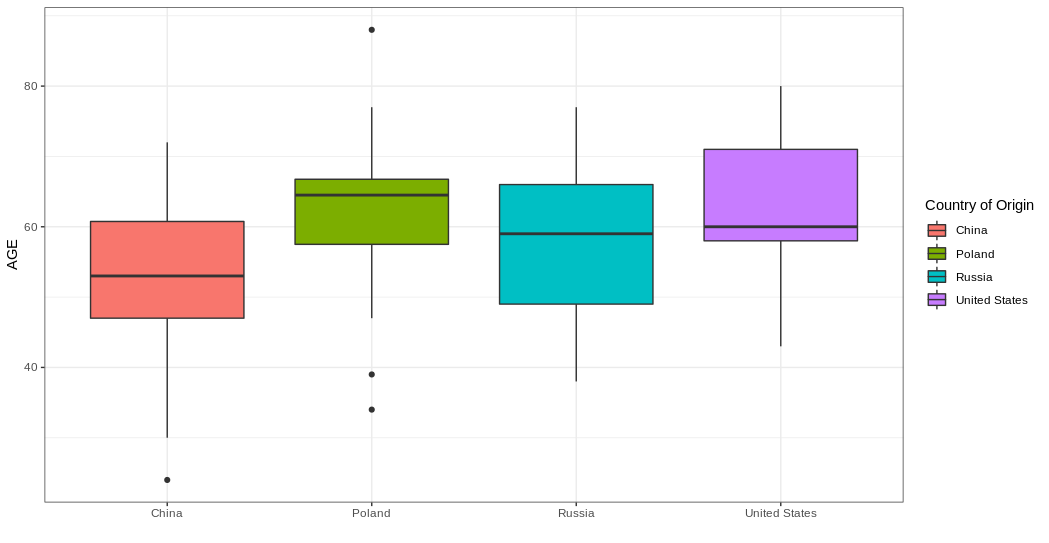 80
60
40
AGE
China
Poland
Russia
United States
Country of Origin
China
Poland
Russia
United States